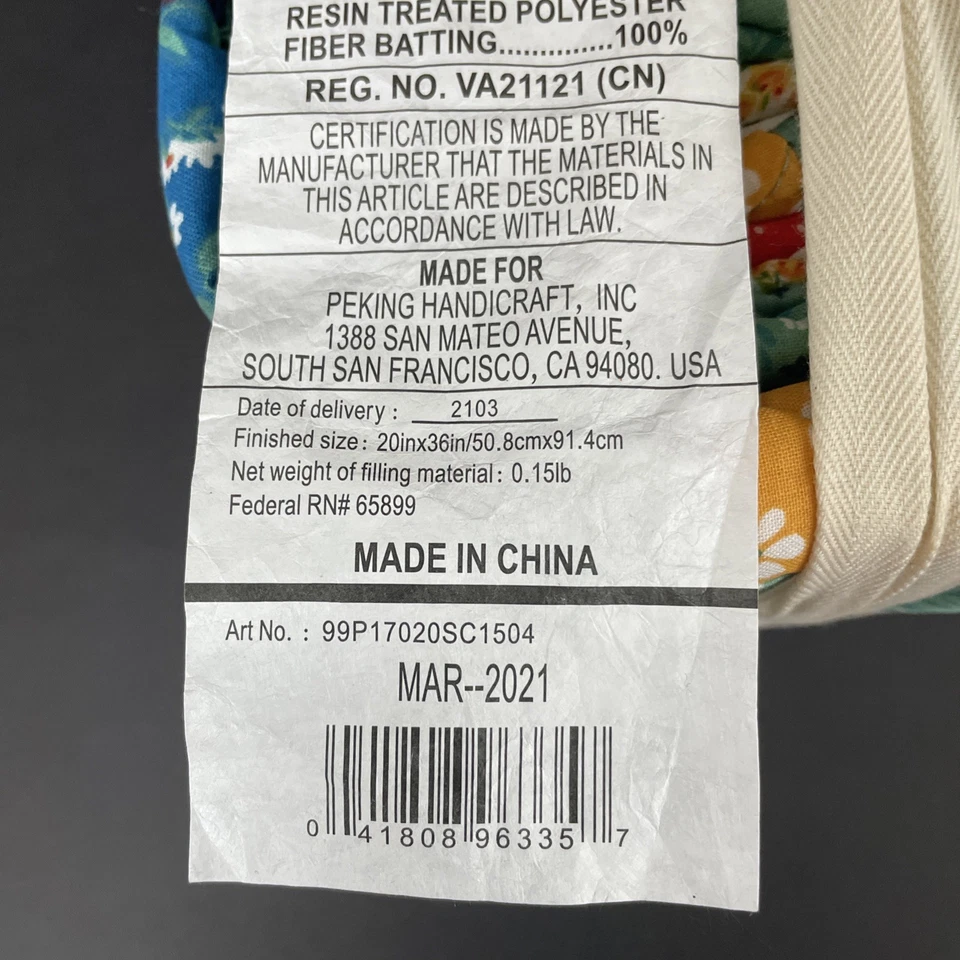 RESIN TREATED POLYESTER
FIBER BATTING..............100%
REG. NO. VA21121 (CN)
CERTIFICATION IS MADE BY THE
MANUFACTURER THAT THE MATERIALS IN
THIS ARTICLE ARE DESCRIBED IN
ACCORDANCE WITH LAW.
MADE FOR
PEKING HANDICRAFT, INC
1388 SAN MATEO AVENUE,
SOUTH SAN FRANCISCO, CA 94080. USA
Date of delivery : 2103
Finished size: 20inx36in/50.8cmx91.4cm
Net weight of filling material: 0.15lb
Federal RN# 65899
MADE IN CHINA
Art No. : 99P17020SC1504
MAR--2021
0 41808 96335 7